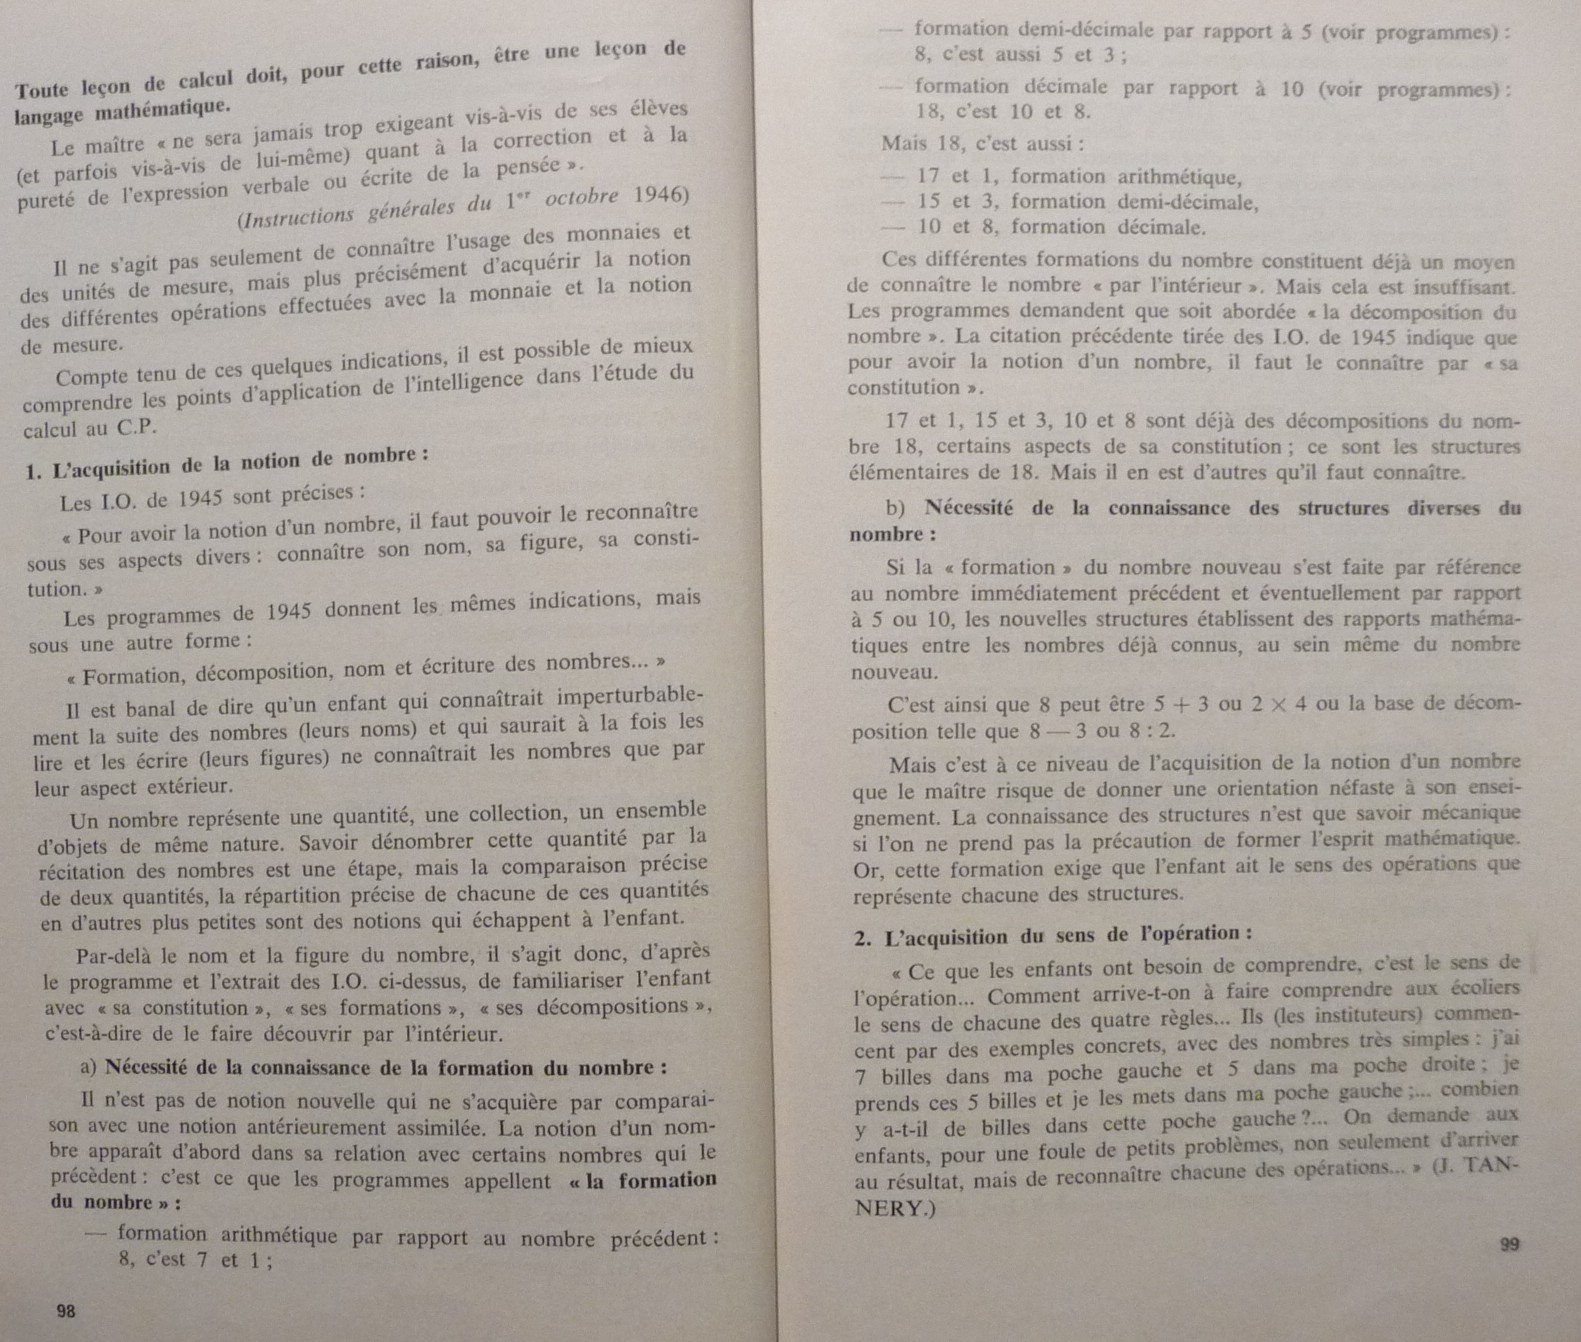 Toute leçon de calcul doit, pour cette raison, être une leçon de
langage mathématique.
Le maître « ne sera jamais trop exigeant vis-à-vis de ses élèves
(et parfois vis-à-vis de lui-même) quant à la correction et à la
pureté de l'expression verbale ou écrite de la pensée ».
(Instructions générales du 1er octobre 1946)
Il ne s'agit pas seulement de connaître l'usage des monnaies et
des unités de mesure, mais plus précisément d'acquérir la notion
des différentes opérations effectuées avec la monnaie et la notion
de mesure.
Compte tenu de ces quelques indications, il est possible de mieux
comprendre les points d'application de l'intelligence dans l'étude du
calcul au C.P.
1. L'acquisition de la notion de nombre :
Les I.O. de 1945 sont précises :
« Pour avoir la notion d'un nombre, il faut pouvoir le reconnaître
sous ses aspects divers : connaître son nom, sa figure, sa consti-
tution. »
Les programmes de 1945 donnent les mêmes indications, mais
sous une autre forme :
« Formation, décomposition, nom et écriture des nombres... »
Il est banal de dire qu'un enfant qui connaîtrait imperturbable-
ment la suite des nombres (leurs noms) et qui saurait à la fois les
lire et les écrire (leurs figures) ne connaîtrait les nombres que par
leur aspect extérieur.
Un nombre représente une quantité, une collection, un ensemble
d'objets de même nature. Savoir dénombrer cette quantité par la
récitation des nombres est une étape, mais la comparaison précise
de deux quantités, la répartition précise de chacune de ces quantités
en d'autres plus petites sont des notions qui échappent à l'enfant.
Par-delà le nom et la figure du nombre, il s'agit donc, d'après
le programme et l'extrait des I.O. ci-dessus, de familiariser l'enfant
avec « sa constitution », « ses formations », « ses décompositions »,
c'est-à-dire de le faire découvrir par l'intérieur.
a) Nécessité de la connaissance de la formation du nombre :
Il n'est pas de notion nouvelle qui ne s'acquière par comparai-
son avec une notion antérieurement assimilée. La notion d'un nom-
bre apparaît d'abord dans sa relation avec certains nombres qui le
précèdent : c'est ce que les programmes appellent « la formation
du nombre » :
— formation arithmétique par rapport au nombre précédent :
8, c'est 7 et 1 ;
98
— formation demi-décimale par rapport à 5 (voir programmes) :
8, c'est aussi 5 et 3 ;
— formation décimale par rapport à 10 (voir programmes) :
18, c'est 10 et 8.
Mais 18, c'est aussi :
— 17 et 1, formation arithmétique,
— 15 et 3, formation demi-décimale,
— 10 et 8, formation décimale.
Ces différentes formations du nombre constituent déjà un moyen
de connaître le nombre « par l'intérieur ». Mais cela est insuffisant.
Les programmes demandent que soit abordée « la décomposition du
nombre ». La citation précédente tirée des I.O. de 1945 indique que
pour avoir la notion d'un nombre, il faut le connaître par « sa
constitution ».
17 et 1, 15 et 3, 10 et 8 sont déjà des décompositions du nom-
bre 18, certains aspects de sa constitution ; ce sont les structures
élémentaires de 18. Mais il en est d'autres qu'il faut connaître.
b) Nécessité de la connaissance des structures diverses du
nombre :
Si la « formation » du nombre nouveau s'est faite par référence
au nombre immédiatement précédent et éventuellement par rapport
à 5 ou 10, les nouvelles structures établissent des rapports mathéma-
tiques entre les nombres déjà connus, au sein même du nombre
nouveau.
C'est ainsi que 8 peut être 5 + 3 ou 2 × 4 ou la base de décom-
position telle que 8 — 3 ou 8 : 2.
Mais c'est à ce niveau de l'acquisition de la notion d'un nombre
que le maître risque de donner une orientation néfaste à son ensei-
gnement. La connaissance des structures n'est que savoir mécanique
si l'on ne prend pas la précaution de former l'esprit mathématique.
Or, cette formation exige que l'enfant ait le sens des opérations que
représente chacune des structures.
2. L'acquisition du sens de l'opération :
« Ce que les enfants ont besoin de comprendre, c'est le sens de
l'opération... Comment arrive-t-on à faire comprendre aux écoliers
le sens de chacune des quatre règles... Ils (les instituteurs) commen-
cent par des exemples concrets, avec des nombres très simples : j'ai
7 billes dans ma poche gauche et 5 dans ma poche droite ; je
prends ces 5 billes et je les mets dans ma poche gauche ;... combien
y a-t-il de billes dans cette poche gauche ?... On demande aux
enfants, pour une foule de petits problèmes, non seulement d'arriver
au résultat, mais de reconnaître chacune des opérations... » (J. TAN-
NERY.)
99